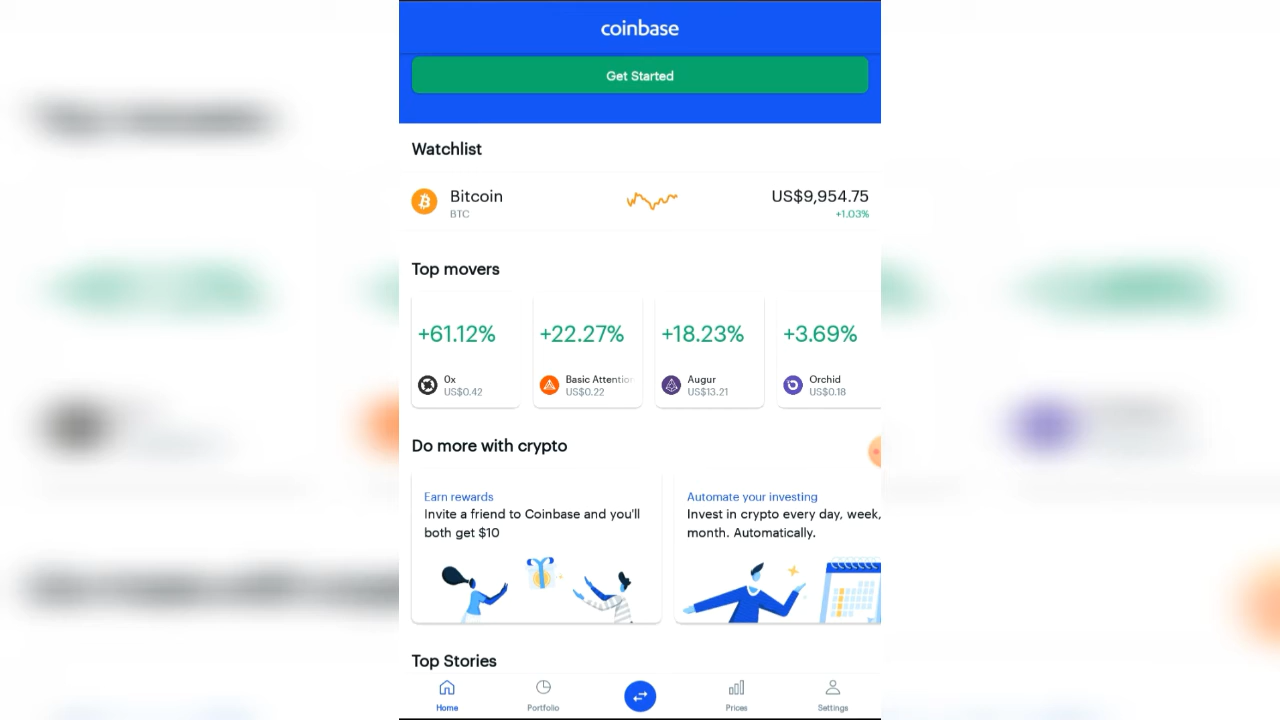 coinbase
Get Started
Watchlist
Bitcoin
BTC
US$9,954.75
+1.03%
Top movers
+61.12%
0x
US$0.42
+22.27%
Basic Attention
US$0.22
+18.23%
Augur
US$13.21
+3.69%
Orchid
US$0.18
Do more with crypto
Earn rewards
Invite a friend to Coinbase and you'll
both get $10
Automate your investing
Invest in crypto every day, week,
month. Automatically.
Top Stories
Home
Portfolio
Prices
Settings